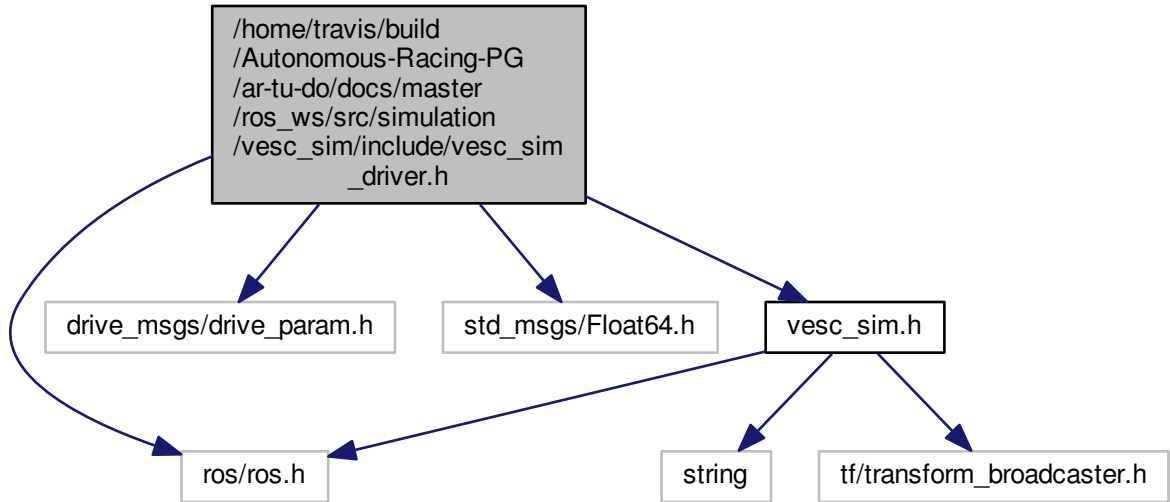 /home/travis/build
/Autonomous-Racing-PG
/ar-tu-do/docs/master
/ros_ws/src/simulation
/vesc_sim/include/vesc_sim
_driver.h
drive_msgs/drive_param.h
std_msgs/Float64.h
vesc_sim.h
ros/ros.h
string
tf/transform_broadcaster.h